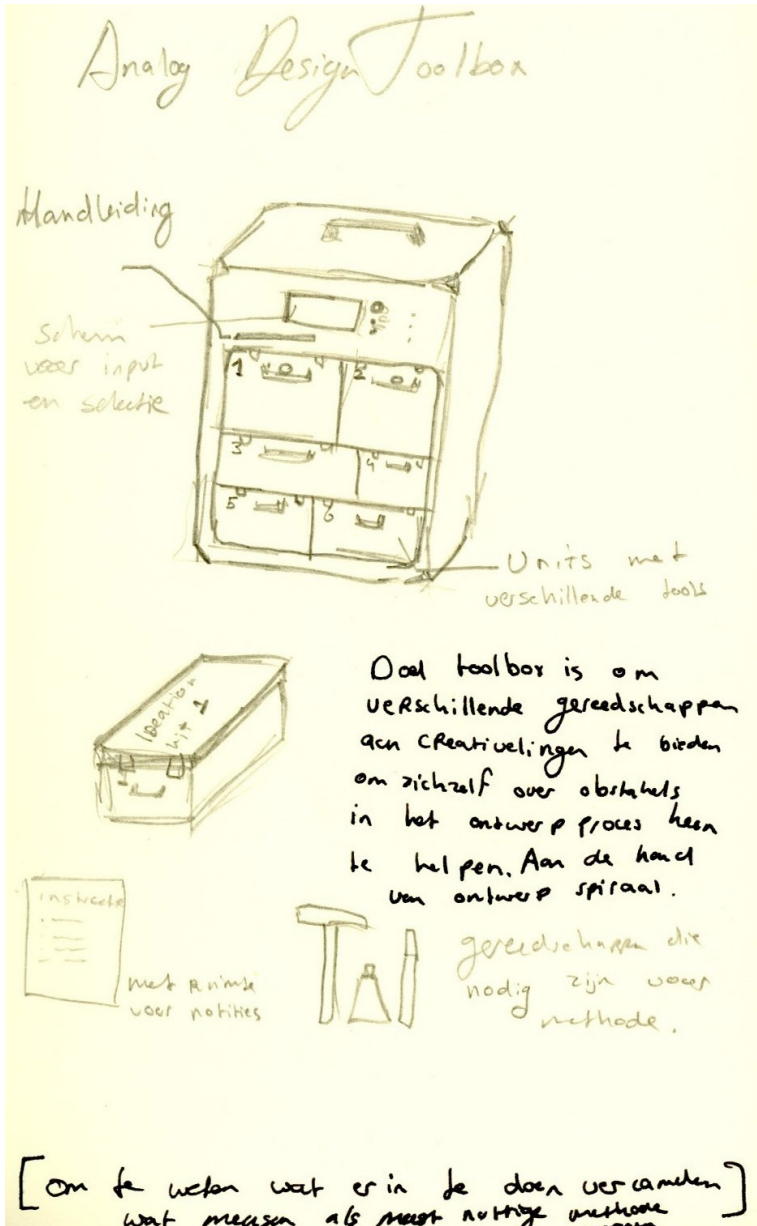 Analog Design Toolbox
Handleiding
scherm
voor input
en selectie
1
2
3
4
5
6
Units met
verschillende tools
IDeation
kit 1
Doel toolbox is om
verschillende gereedschappen
aan creativelingen te bieden
om zichzelf over obstakels
in het ontwerp proces heen
te helpen. Aan de hand
van ontwerp spiraal.
instructie
met Ruimte
voor notities
gereedschappen die
nodig zijn voor
methode.
[om te weten wat er in te doen verzamelen]
wat mensen als meest nuttige methode